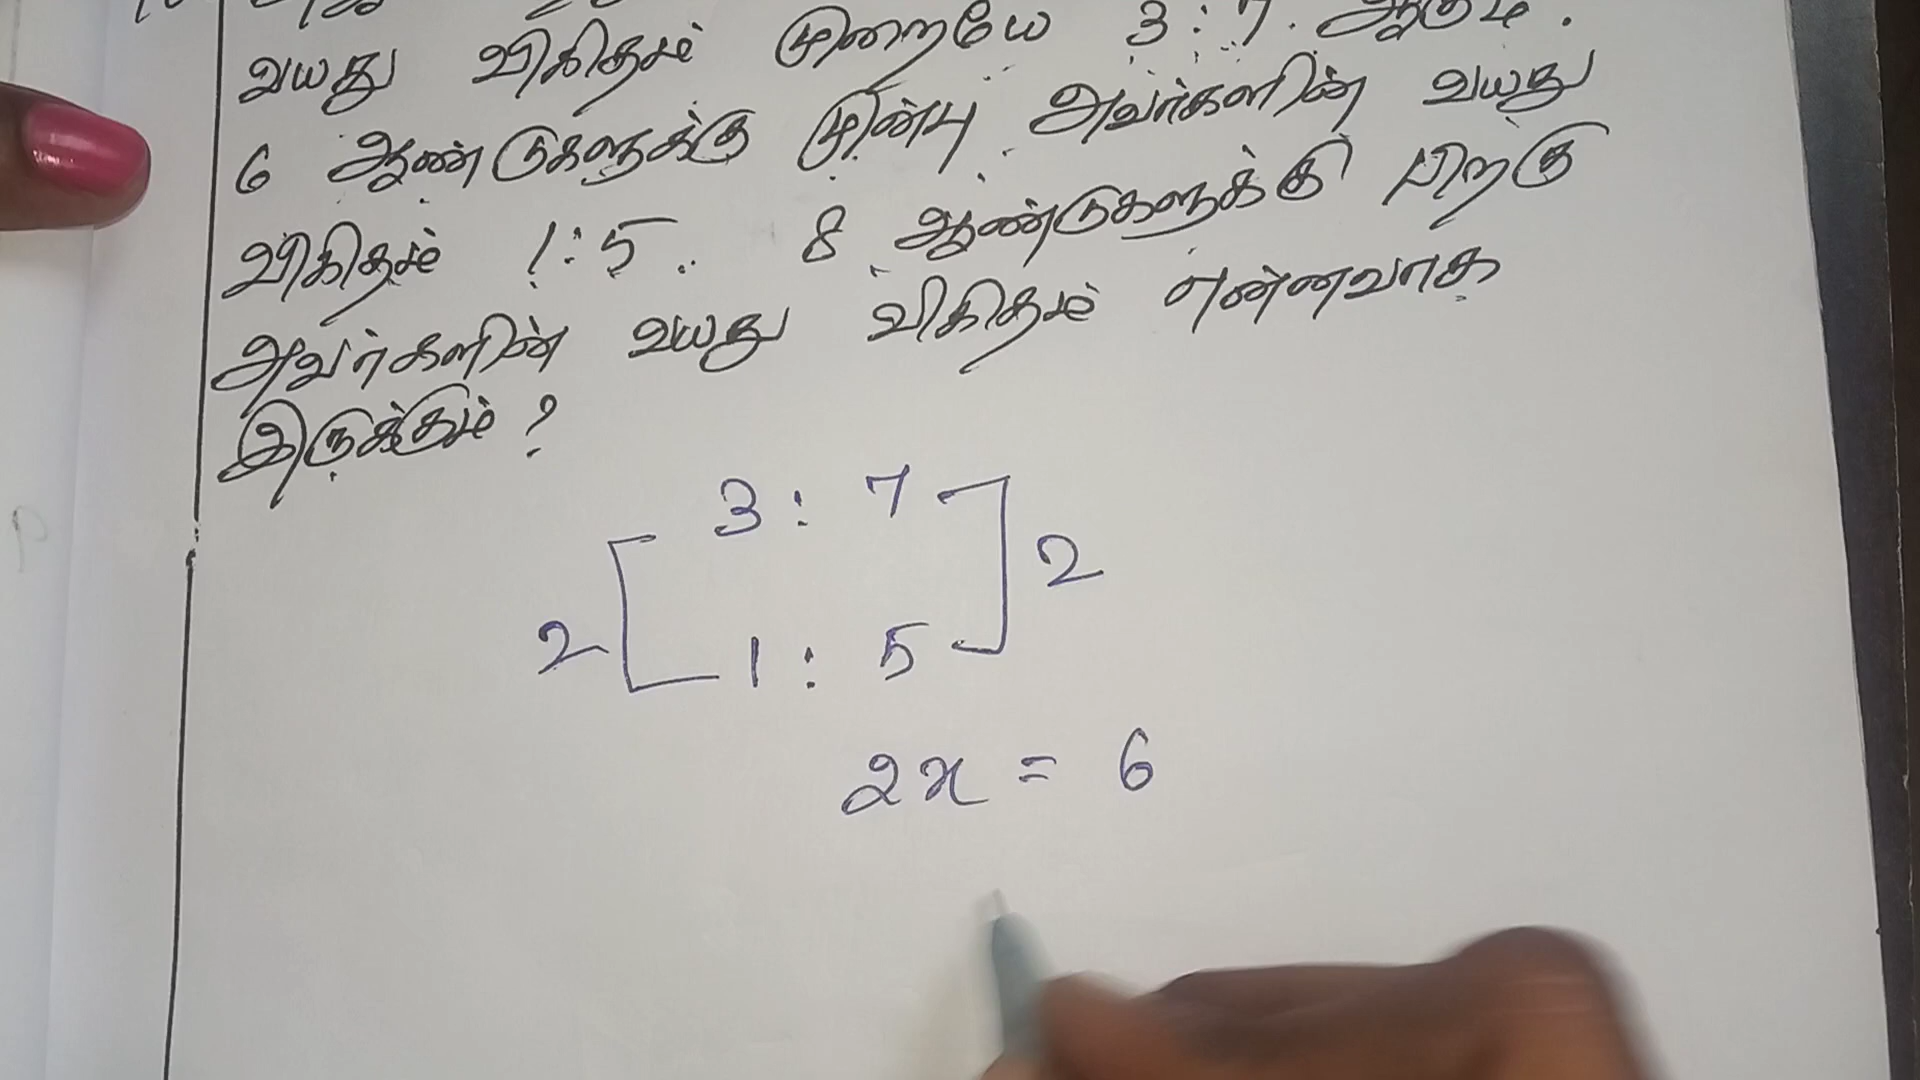 வயது விகிதம் முறையே 3 : 7. ஆகும்.
6 ஆண்டுகளுக்கு முன்பு அவர்களின் வயது
விகிதம் 1:5. 8 ஆண்டுகளுக்கு பிறகு
அவர்களின் வயது விகிதம் என்னவாக
இருக்கும்?
3 : 7
2 2
1 : 5
2x = 6